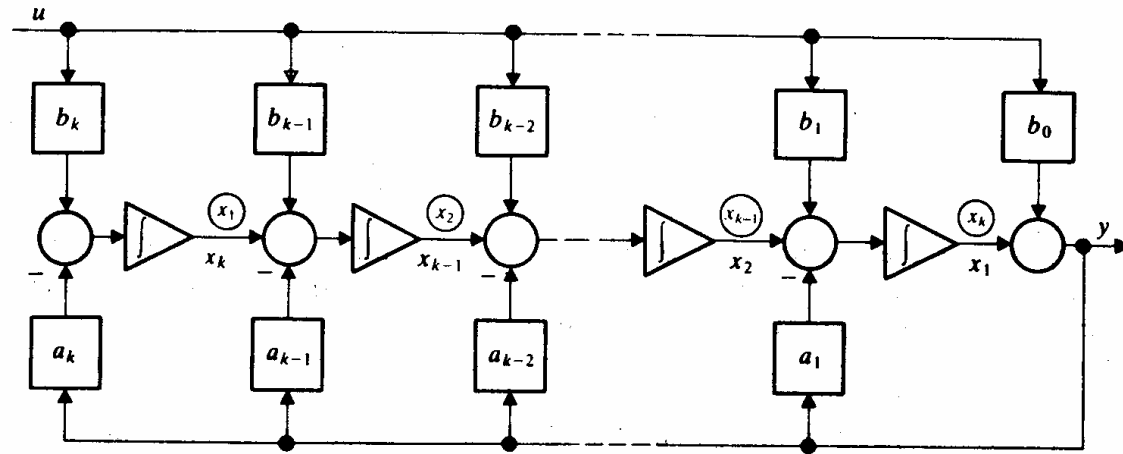 u
b_k b_{k-1} b_{k-2} b_1 b_0
x_1 x_2 x_{k-1} x_k y
∫ ∫ ∫ ∫
− x_k − x_{k-1} − x_2 − x_1
a_k a_{k-1} a_{k-2} a_1